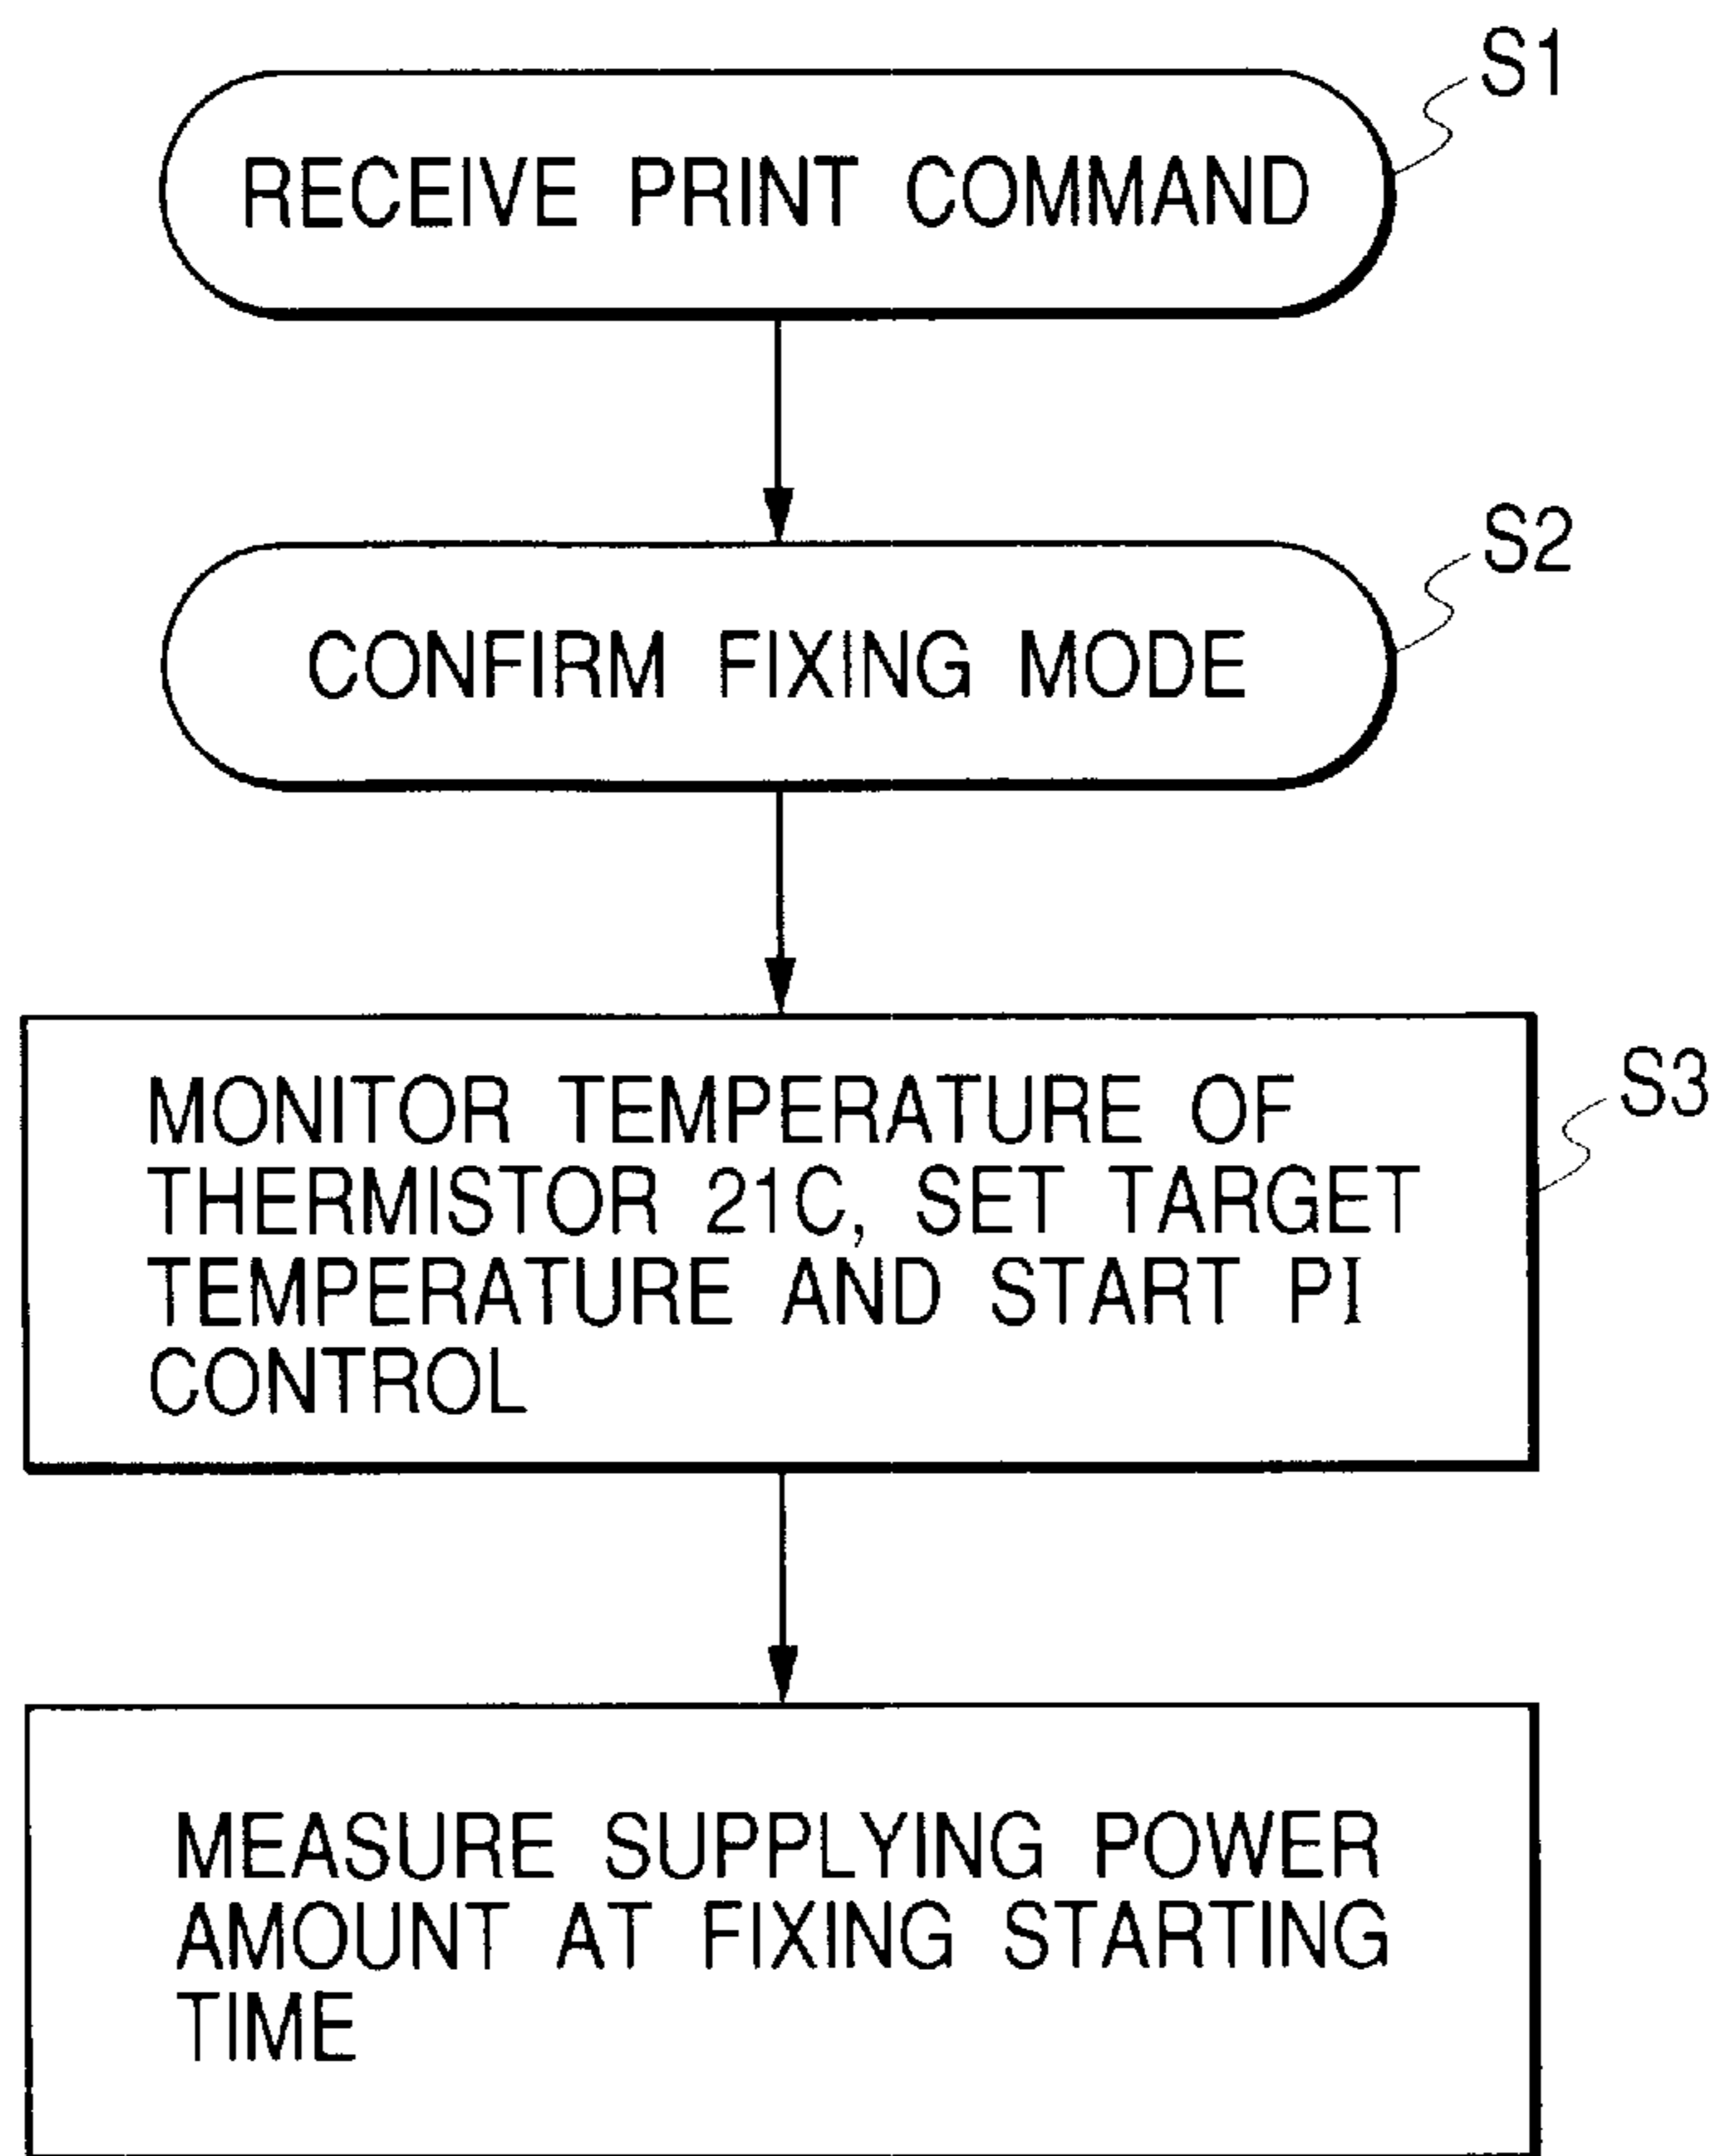 S1
RECEIVE PRINT COMMAND
S2
CONFIRM FIXING MODE
S3
MONITOR TEMPERATURE OF
THERMISTOR 21C, SET TARGET
TEMPERATURE AND START PI
CONTROL
MEASURE SUPPLYING POWER
AMOUNT AT FIXING STARTING
TIME